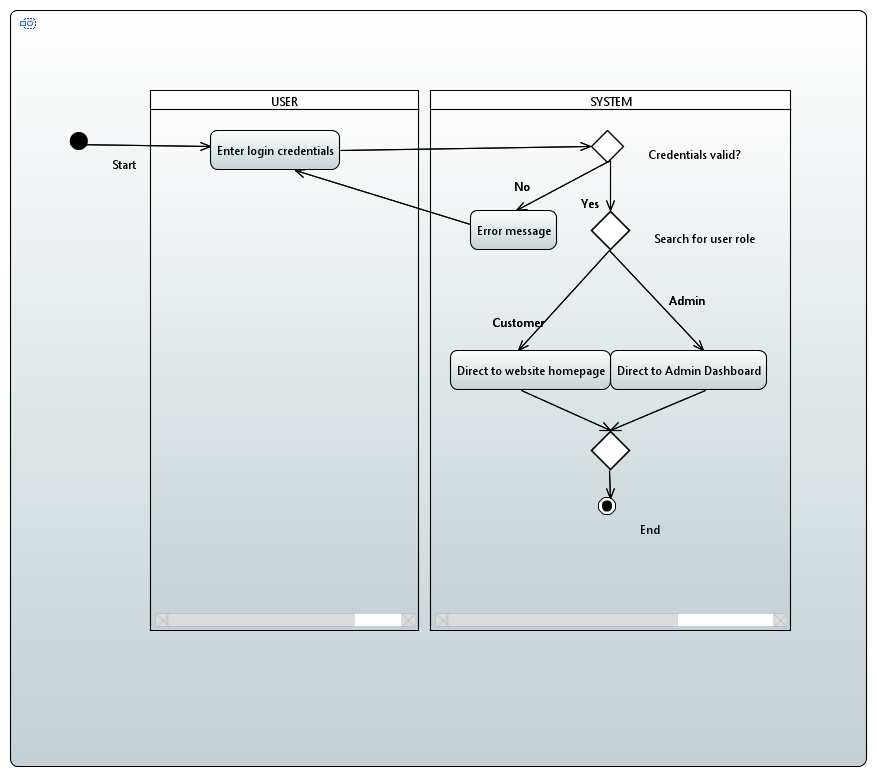 USER
SYSTEM
Start
Enter login credentials
Credentials valid?
No
Yes
Error message
Search for user role
Admin
Customer
Direct to website homepage
Direct to Admin Dashboard
End